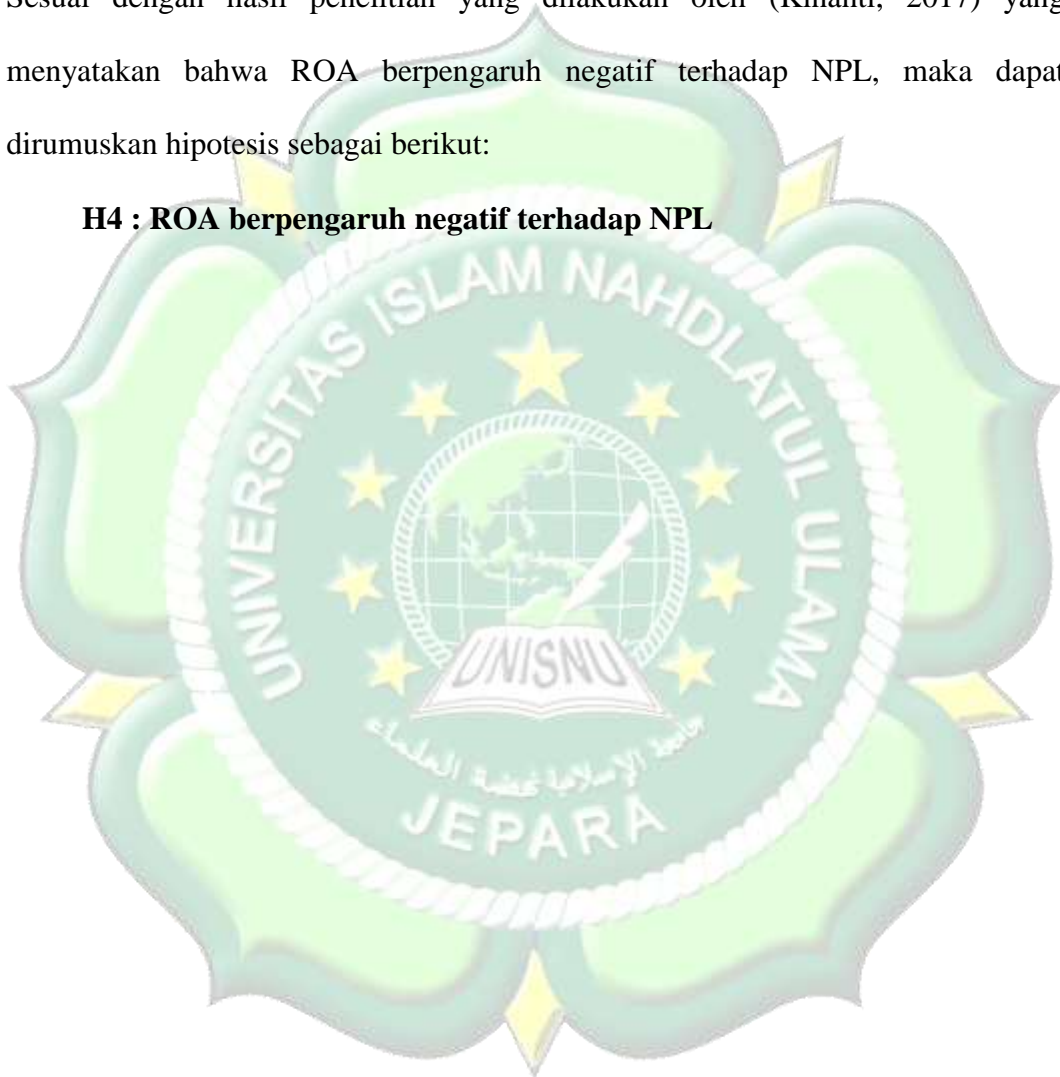 Sesuai dengan hasil penelitian yang dilakukan oleh (Kinanti, 2017) yang
menyatakan bahwa ROA berpengaruh negatif terhadap NPL, maka dapat
dirumuskan hipotesis sebagai berikut:
H4 : ROA berpengaruh negatif terhadap NPL
UNIVERSITAS ISLAM NAHDLATUL ULAMA
UNISNU
JEPARA